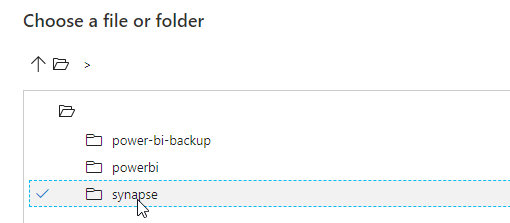 Choose a file or folder
>
power-bi-backup
powerbi
synapse